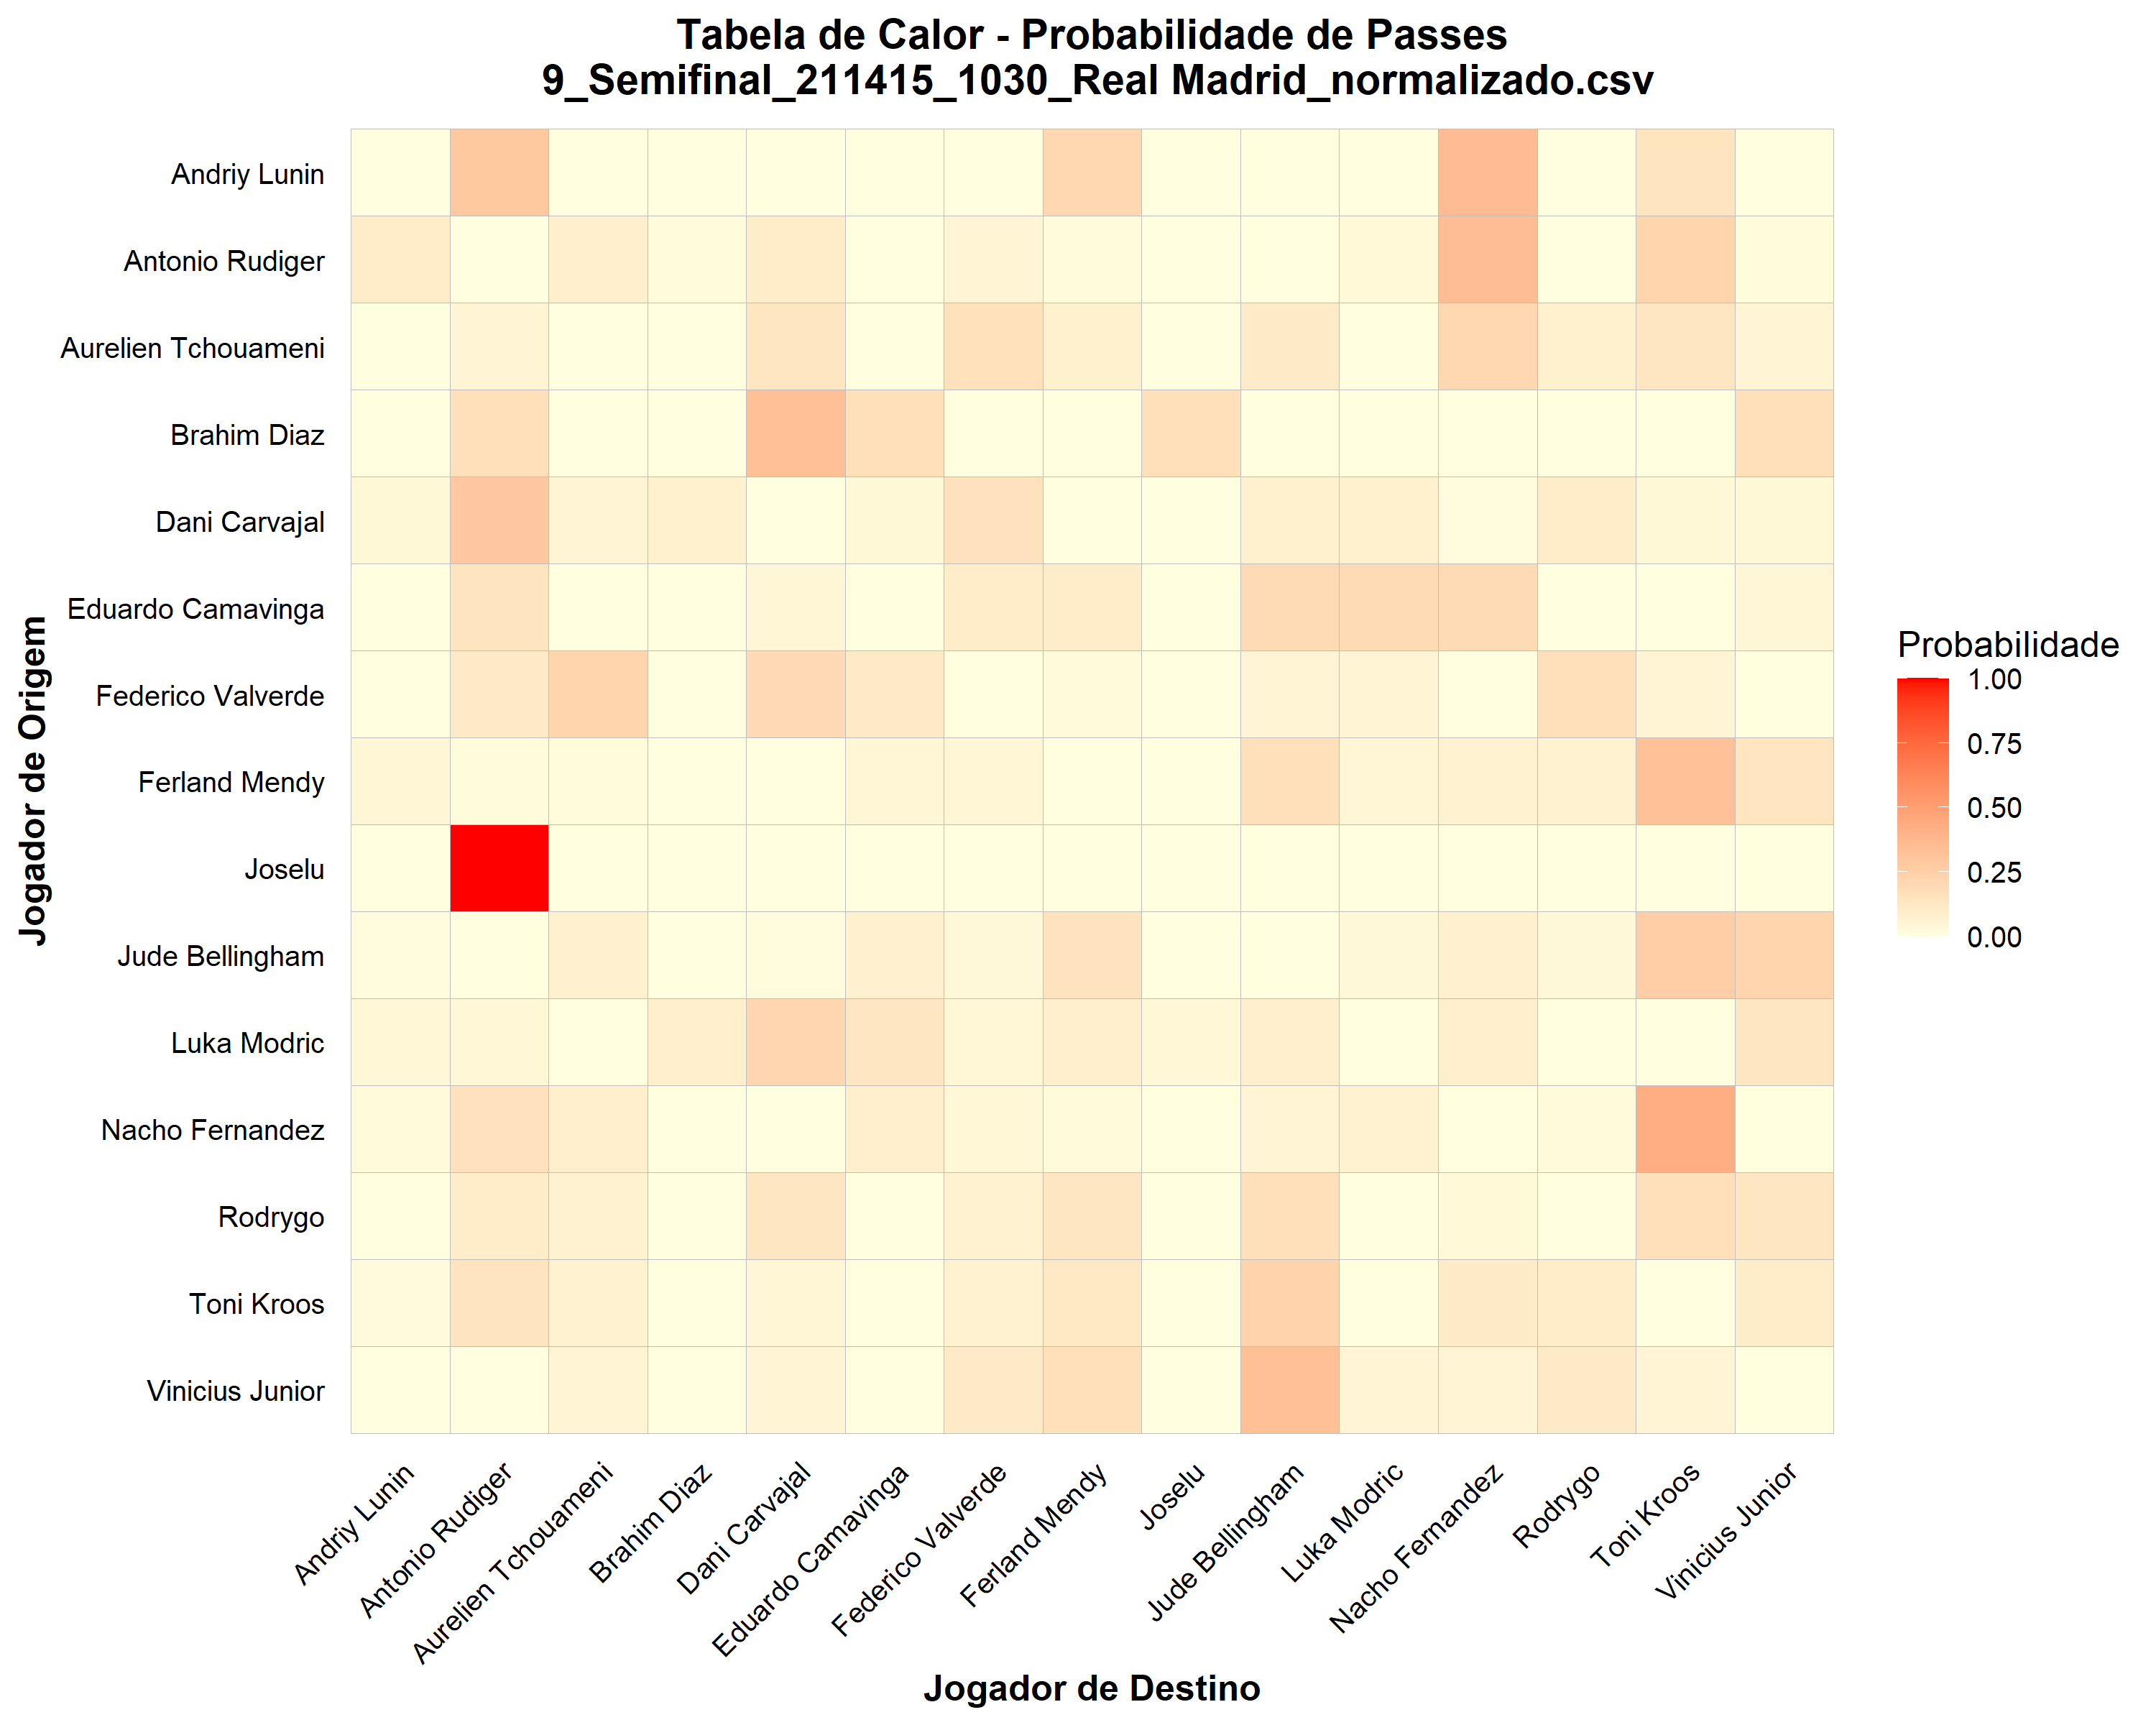 Tabela de Calor - Probabilidade de Passes
9_Semifinal_211415_1030_Real Madrid_normalizado.csv
Jogador de Origem
Andriy Lunin
Antonio Rudiger
Aurelien Tchouameni
Brahim Diaz
Dani Carvajal
Eduardo Camavinga
Federico Valverde
Ferland Mendy
Joselu
Jude Bellingham
Luka Modric
Nacho Fernandez
Rodrygo
Toni Kroos
Vinicius Junior
Andriy Lunin
Antonio Rudiger
Aurelien Tchouameni
Brahim Diaz
Dani Carvajal
Eduardo Camavinga
Federico Valverde
Ferland Mendy
Joselu
Jude Bellingham
Luka Modric
Nacho Fernandez
Rodrygo
Toni Kroos
Vinicius Junior
Jogador de Destino
Probabilidade
1.00
0.75
0.50
0.25
0.00